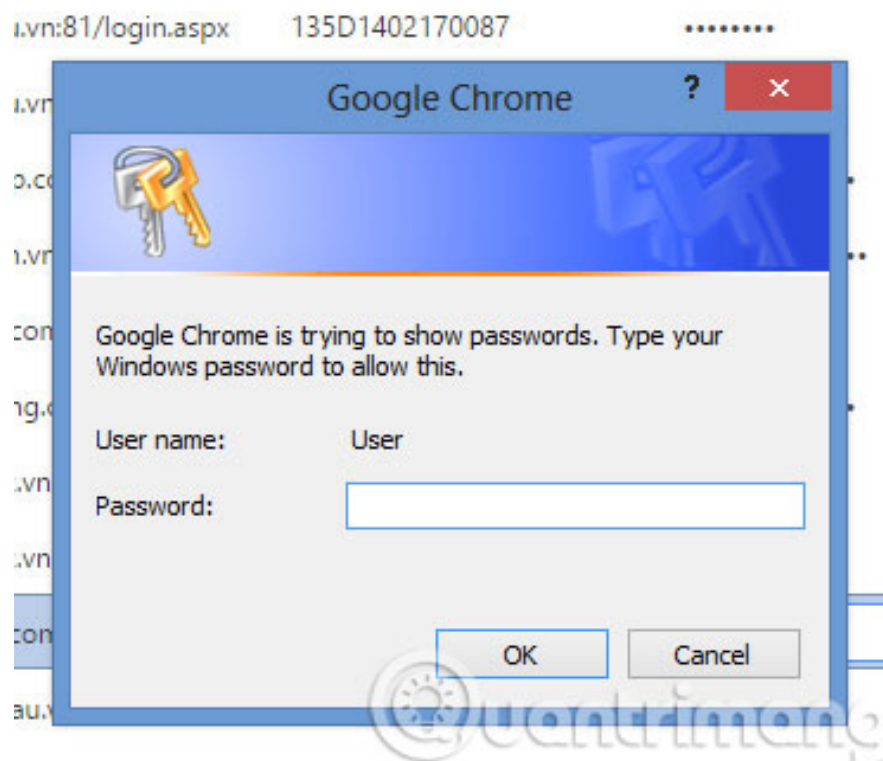 u.vn:81/login.aspx 135D1402170087 ••••••••
Google Chrome ?
Google Chrome is trying to show passwords. Type your
Windows password to allow this.
User name: User
Password:
OK Cancel
Quantrimang